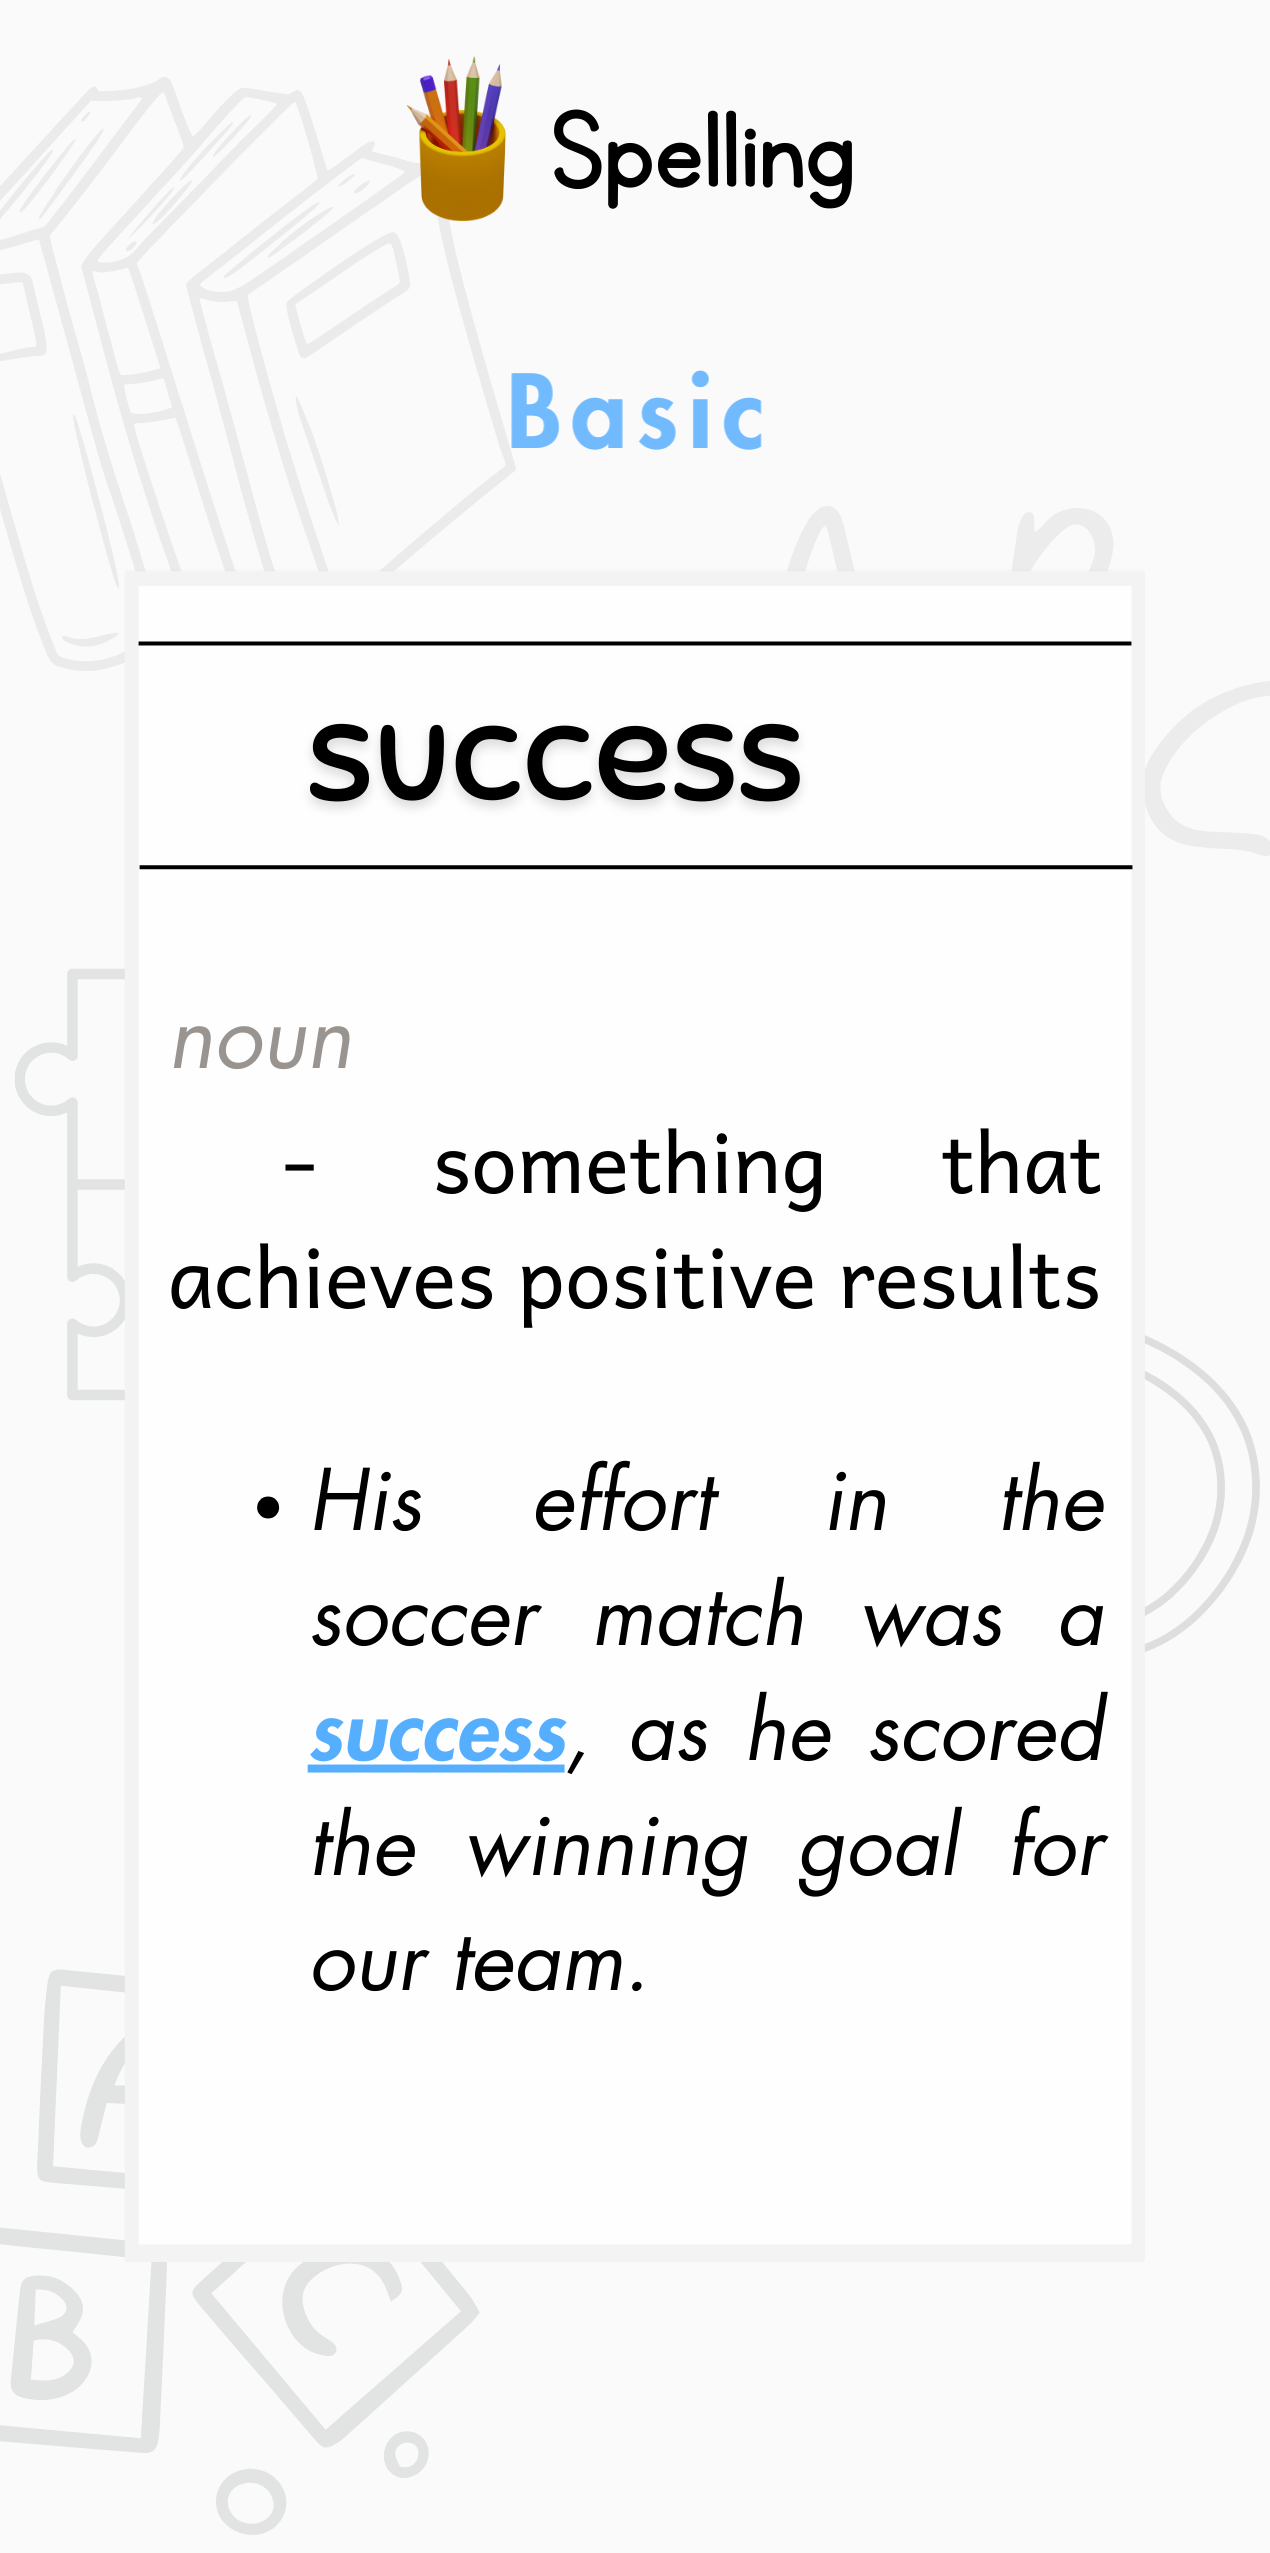 Spelling
Basic
success
noun
- something that
achieves positive results
• His effort in the
soccer match was a
success, as he scored
the winning goal for
our team.
A
B
C